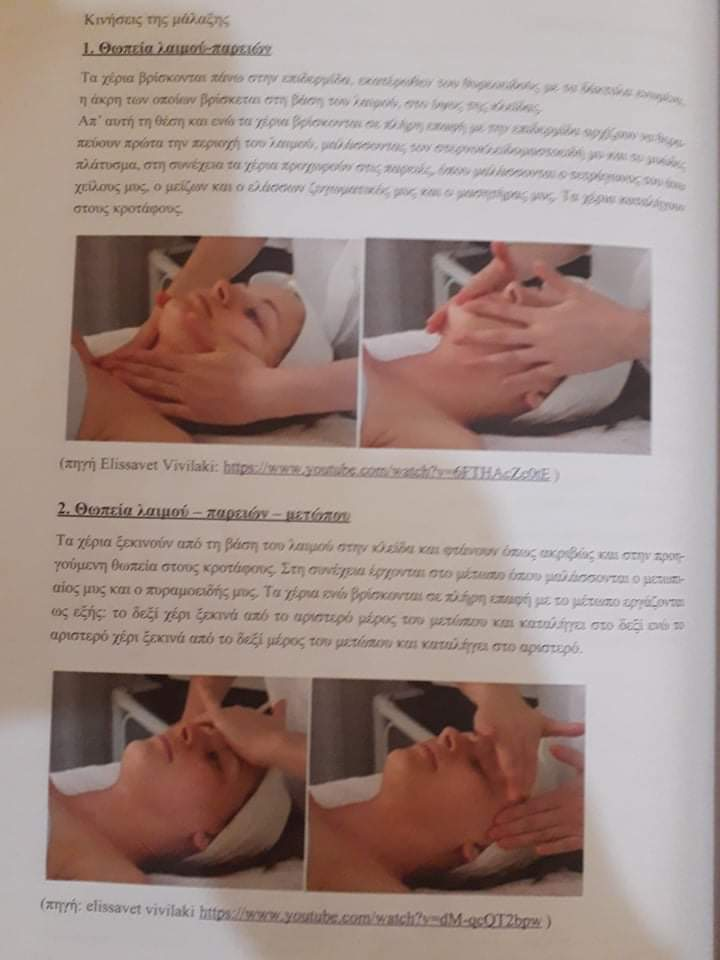 Κινήσεις της μάλαξης
1. Θωπεία λαιμού-παρειών
Τα χέρια βρίσκονται πάνω στην επιδερμίδα, εκατέρωθεν του θυρεοειδούς, με τα δάκτυλα ενωμένα,
η άκρη των οποίων βρίσκεται στη βάση του λαιμού, στο ύψος της κλείδας.
Απ' αυτή τη θέση και ενώ τα χέρια βρίσκονται σε πλήρη επαφή με την επιδερμίδα αρχίζουν να θωρα-
πεύουν πρώτα την περιοχή του λαιμού, μαλάσσοντας τον στερνοκλειδομαστοειδή μυ και το μυώδες
πλάτυσμα, στη συνέχεια τα χέρια προχωρούν στις παρειές, όπου μαλάσσονται ο τετράγωνος του άνω
χείλους μυς, ο μείζων και ο ελάσσων ζυγωματικός μυς και ο μασητήρας μυς. Τα χέρια καταλήγουν
στους κροτάφους.
(πηγή Elissavet Vivilaki: https://www.youtube.com/watch?v= )
2. Θωπεία λαιμού – παρειών – μετώπου
Τα χέρια ξεκινούν από τη βάση του λαιμού στην κλείδα και φτάνουν όπως ακριβώς και στην προη-
γούμενη θωπεία στους κροτάφους. Στη συνέχεια έρχονται στο μέτωπο όπου μαλάσσονται ο μετωπι-
αίος μυς και ο πυραμοειδής μυς. Τα χέρια ενώ βρίσκονται σε πλήρη επαφή με το μέτωπο εργάζονται
ως εξής: το δεξί χέρι ξεκινά από το αριστερό μέρος του μετώπου και καταλήγει στο δεξί ενώ το
αριστερό χέρι ξεκινά από το δεξί μέρος του μετώπου και καταλήγει στο αριστερό.
(πηγή: elissavet vivilaki https://www.youtube.com/watch?v=dM-qcQT2bpw )